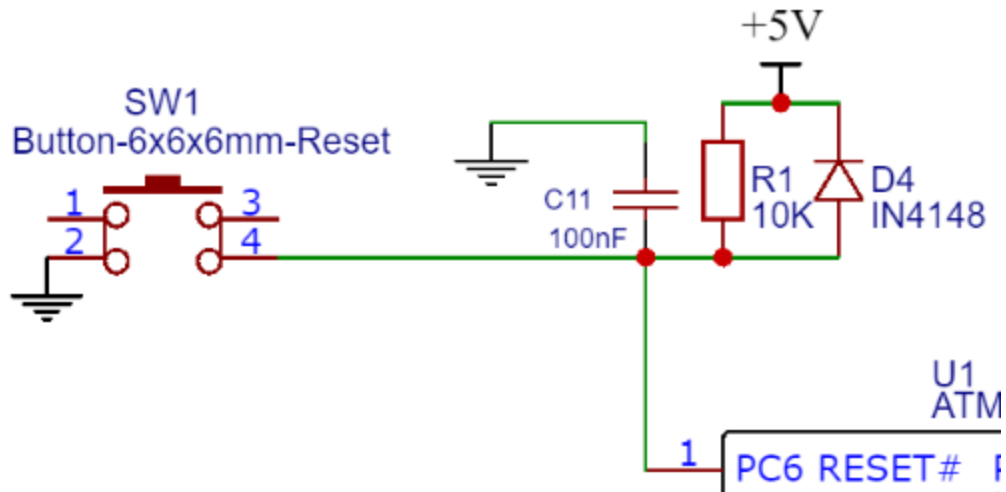 +5V
SW1
Button-6x6x6mm-Reset
1
3
2
4
C11
100nF
R1
10K
D4
IN4148
U1
ATM
1
PC6 RESET#